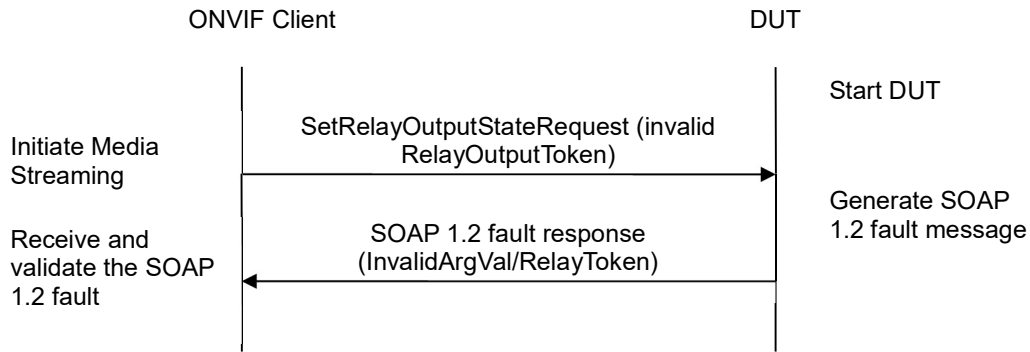 ONVIF Client
DUT
Start DUT
SetRelayOutputStateRequest (invalid
RelayOutputToken)
Initiate Media
Streaming
Generate SOAP
1.2 fault message
SOAP 1.2 fault response
(InvalidArgVal/RelayToken)
Receive and
validate the SOAP
1.2 fault